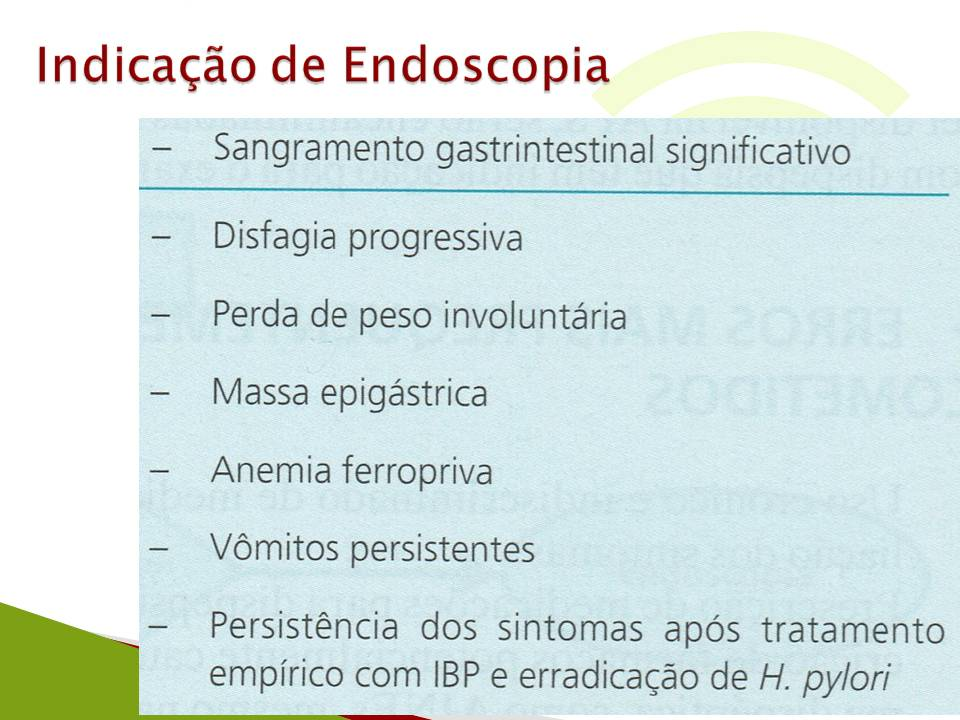 Indicação de Endoscopia
– Sangramento gastrintestinal significativo
– Disfagia progressiva
– Perda de peso involuntária
– Massa epigástrica
– Anemia ferropriva
– Vômitos persistentes
– Persistência dos sintomas após tratamento
empírico com IBP e erradicação de H. pylori